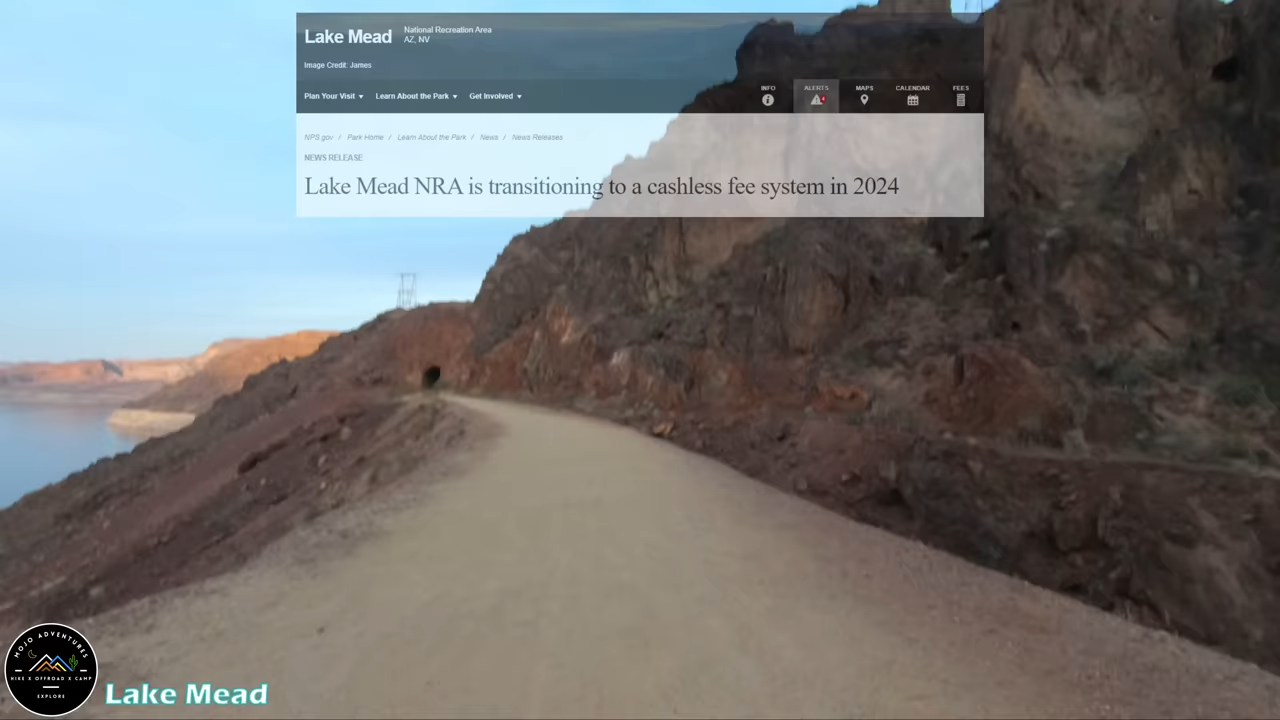 Lake Mead
National Recreation Area
AZ, NV
Image Credit: James
Plan Your Visit
Learn About the Park
Get Involved
INFO
ALERTS
MAPS
CALENDAR
FEES
NPS.gov / Park Home / Learn About the Park / News / News Releases
NEWS RELEASE
Lake Mead NRA is transitioning to a cashless fee system in 2024
MOJO ADVENTURES
HIKE X OFFROAD X CAMP
EXPLORE
Lake Mead